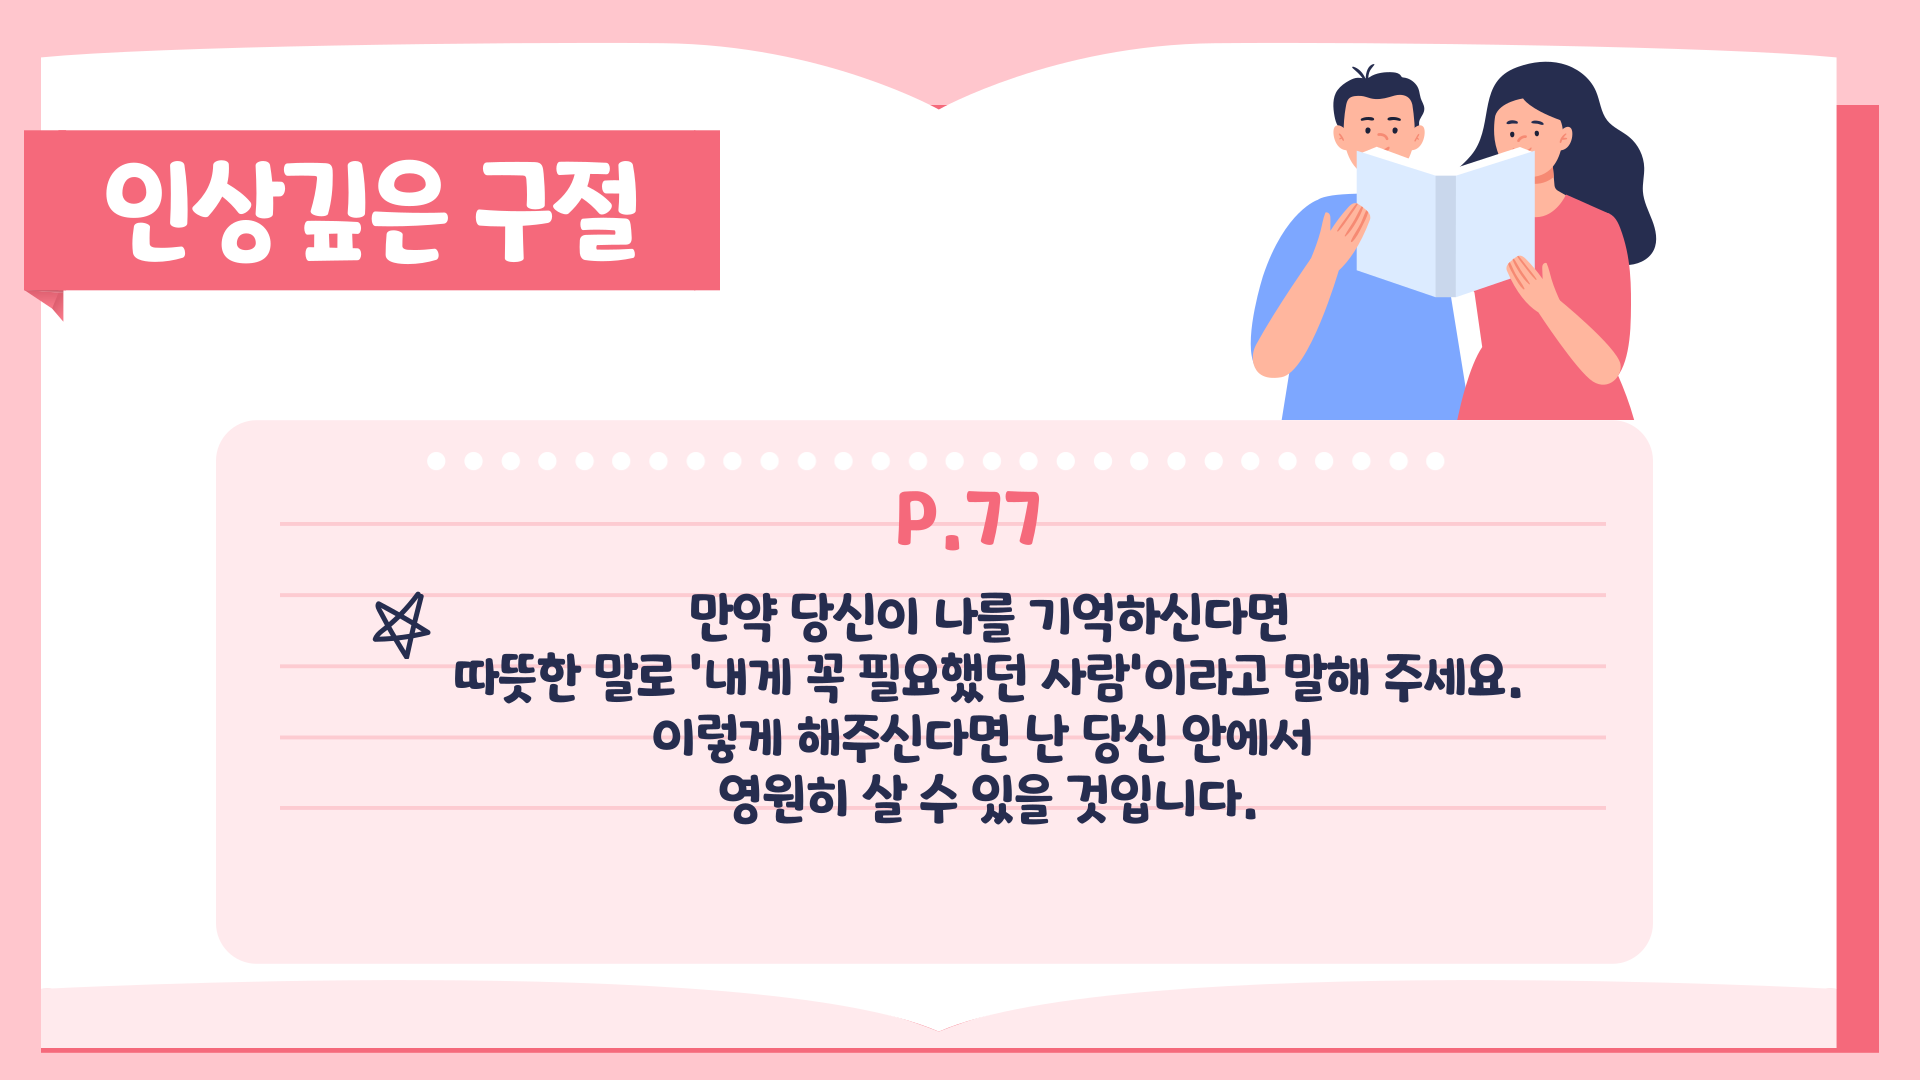 인상깊은 구절
P.77
만약 당신이 나를 기억하신다면
따뜻한 말로 '내게 꼭 필요했던 사람'이라고 말해 주세요.
이렇게 해주신다면 난 당신 안에서
영원히 살 수 있을 것입니다.